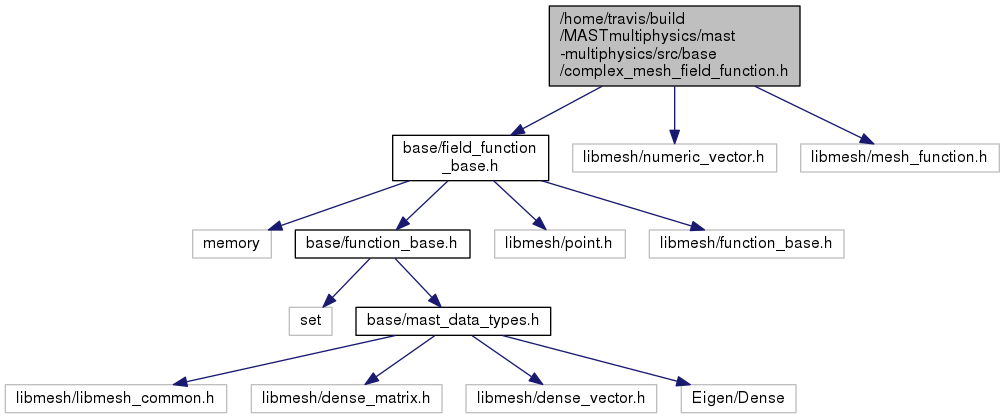 /home/travis/build
/MASTmultiphysics/mast
-multiphysics/src/base
/complex_mesh_field_function.h
base/field_function
_base.h
libmesh/numeric_vector.h
libmesh/mesh_function.h
memory
base/function_base.h
libmesh/point.h
libmesh/function_base.h
set
base/mast_data_types.h
libmesh/libmesh_common.h
libmesh/dense_matrix.h
libmesh/dense_vector.h
Eigen/Dense